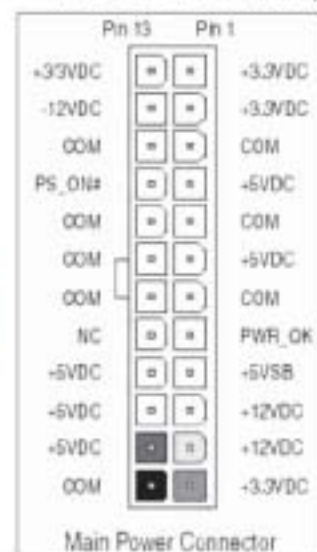 Pin 13 Pin 1
+3.3VDC +3.3VDC
-12VDC +3.3VDC
COM COM
PS_ON# +5VDC
COM COM
COM +5VDC
COM COM
NC PWR_OK
+5VDC +5VSB
+5VDC +12VDC
+5VDC +12VDC
COM +3.3VDC
Main Power Connector